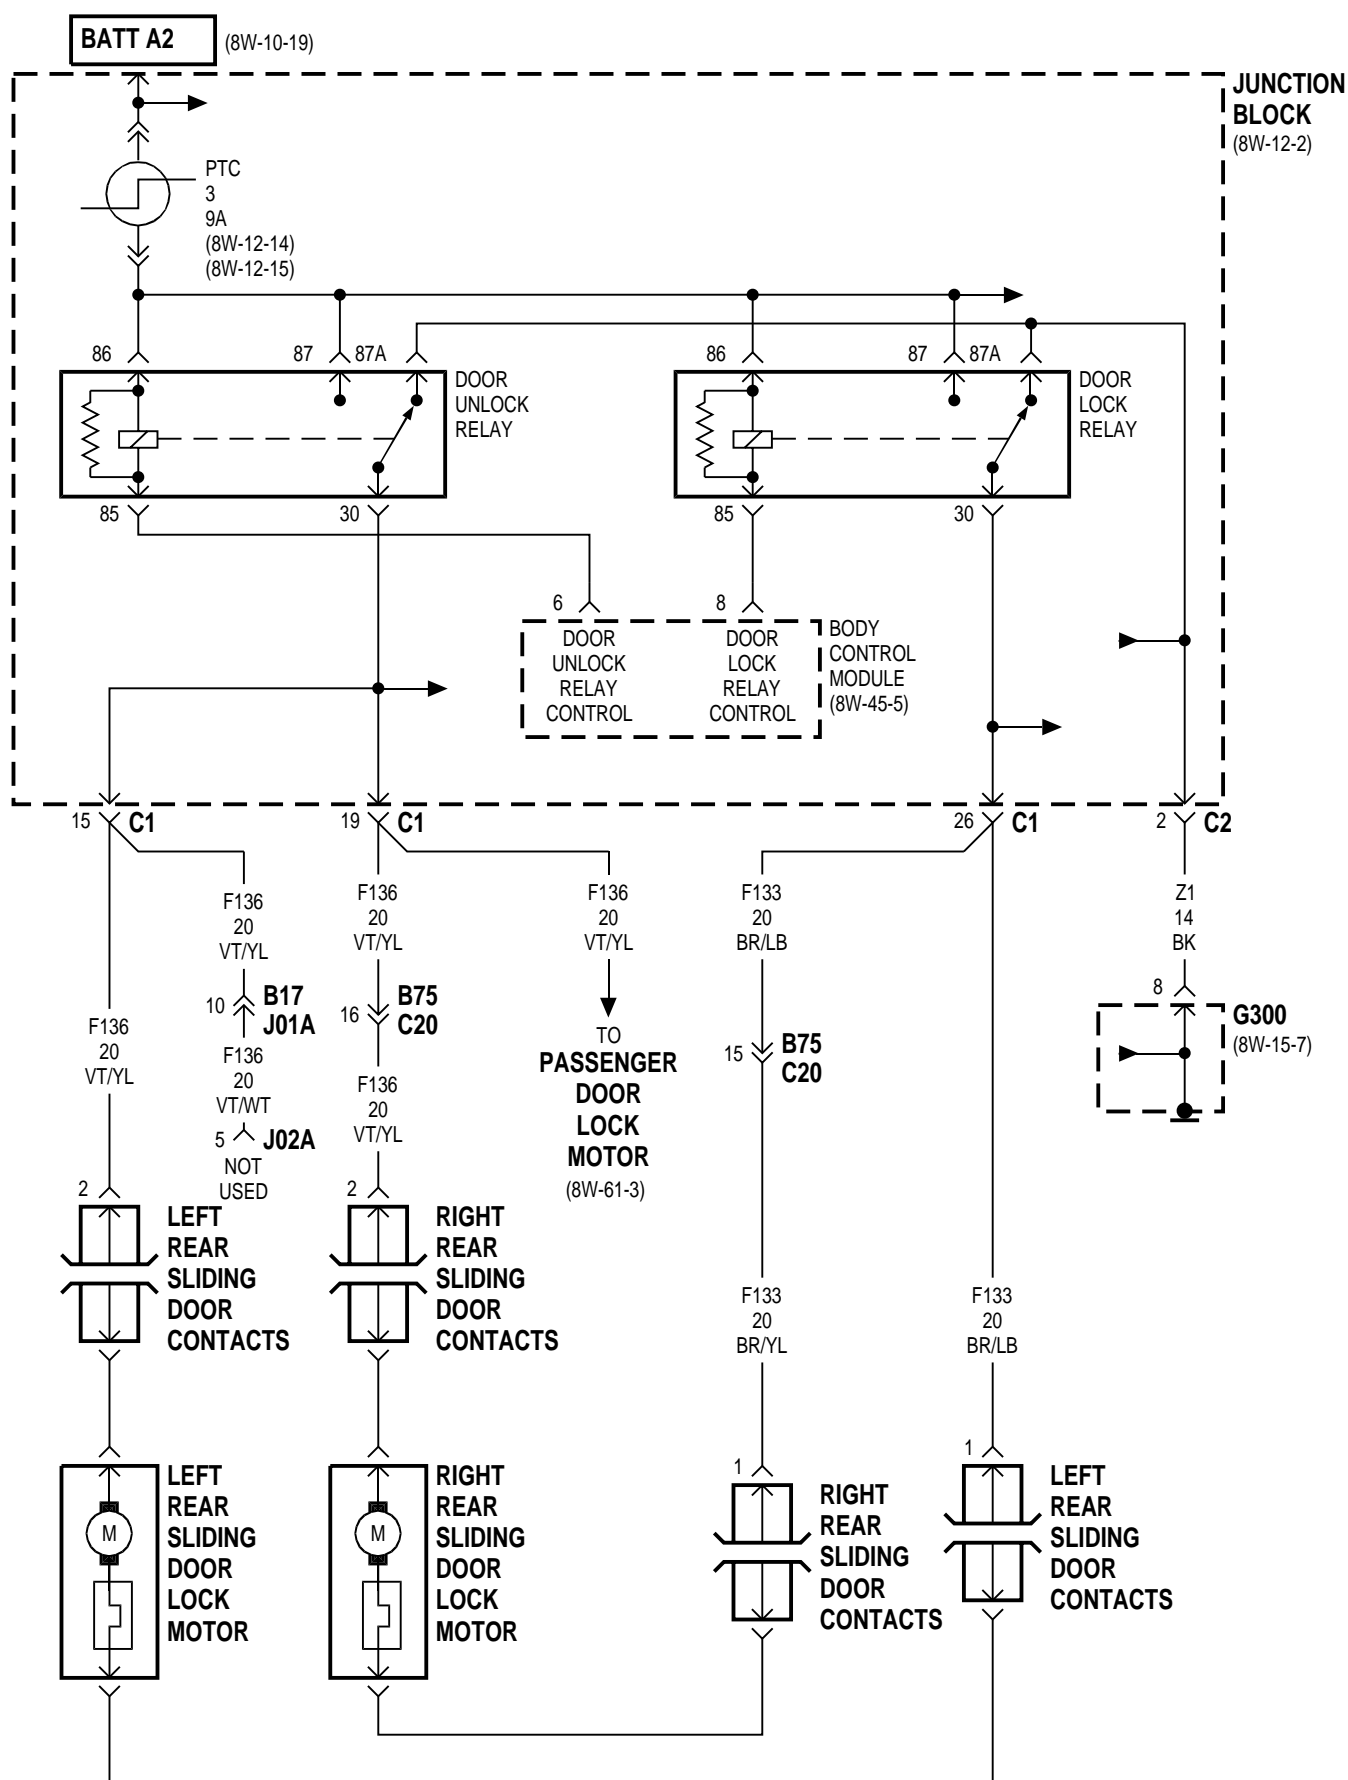 BATT A2
(8W-10-19)
JUNCTION
BLOCK
(8W-12-2)
PTC
3
9A
(8W-12-14)
(8W-12-15)
86
87
87A
DOOR
UNLOCK
RELAY
86
87
87A
DOOR
LOCK
RELAY
85
30
85
30
6
8
DOOR
UNLOCK
RELAY
CONTROL
DOOR
LOCK
RELAY
CONTROL
BODY
CONTROL
MODULE
(8W-45-5)
15
C1
19
C1
26
C1
2
C2
F136
20
VT/YL
F136
20
VT/YL
F136
20
VT/YL
F133
20
BR/LB
Z1
14
BK
10
B17
J01A
16
B75
C20
8
G300
(8W-15-7)
F136
20
VT/YL
F136
20
VT/WT
5
J02A
NOT
USED
F136
20
VT/YL
TO
PASSENGER
DOOR
LOCK
MOTOR
(8W-61-3)
15
B75
C20
2
LEFT
REAR
SLIDING
DOOR
CONTACTS
2
RIGHT
REAR
SLIDING
DOOR
CONTACTS
F133
20
BR/YL
F133
20
BR/LB
M
LEFT
REAR
SLIDING
DOOR
LOCK
MOTOR
M
RIGHT
REAR
SLIDING
DOOR
LOCK
MOTOR
1
RIGHT
REAR
SLIDING
DOOR
CONTACTS
1
LEFT
REAR
SLIDING
DOOR
CONTACTS